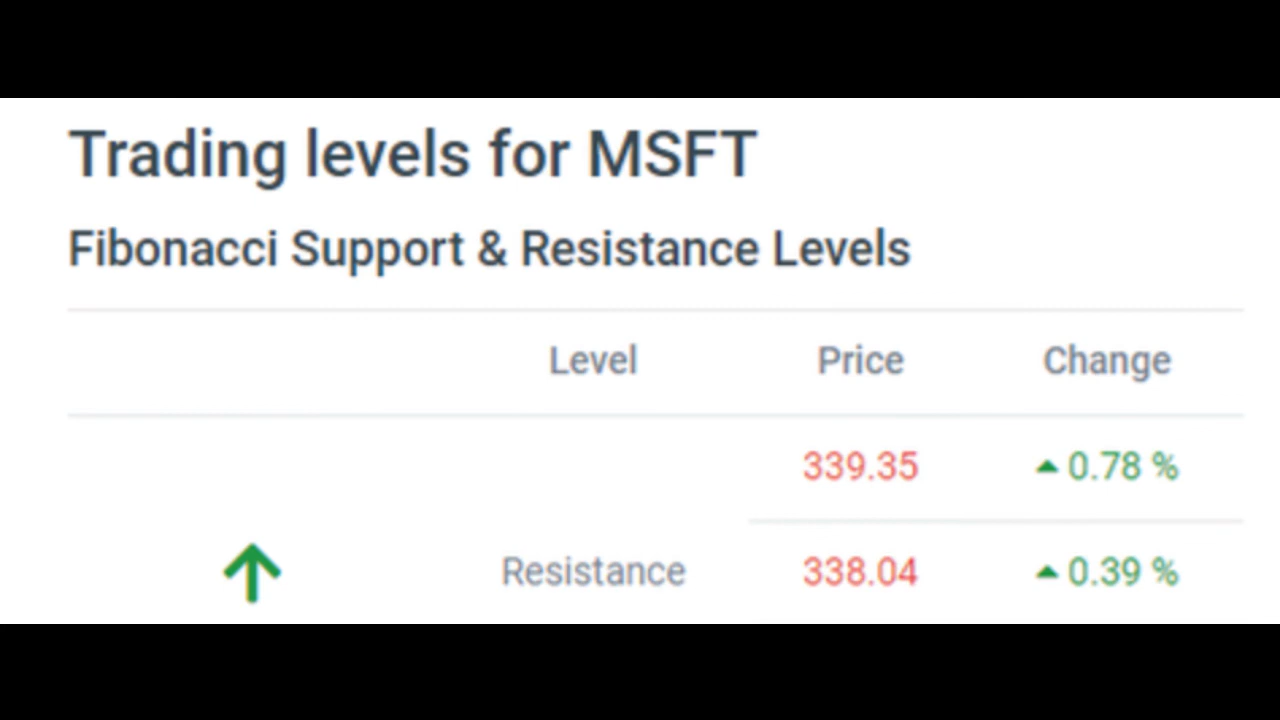 Trading levels for MSFT
Fibonacci Support & Resistance Levels
Level Price Change
339.35 0.78 %
Resistance 338.04 0.39 %